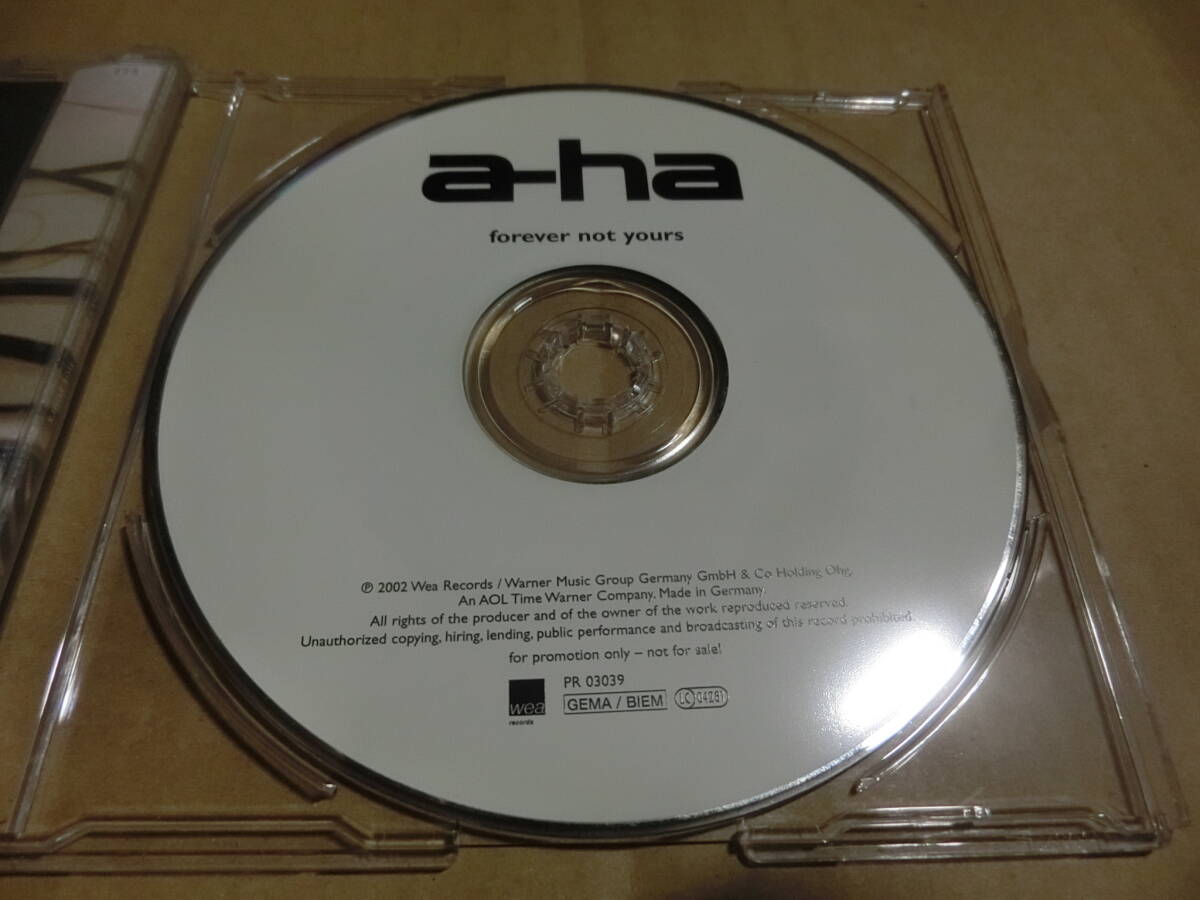 a-ha
forever not yours
℗ 2002 Wea Records / Warner Music Group Germany GmbH & Co Holding Ohg.
An AOL Time Warner Company. Made in Germany.
All rights of the producer and of the owner of the work reproduced reserved.
Unauthorized copying, hiring, lending, public performance and broadcasting of this record prohibited.
for promotion only – not for sale!
PR 03039
wea
records
GEMA / BIEM
LC 04281